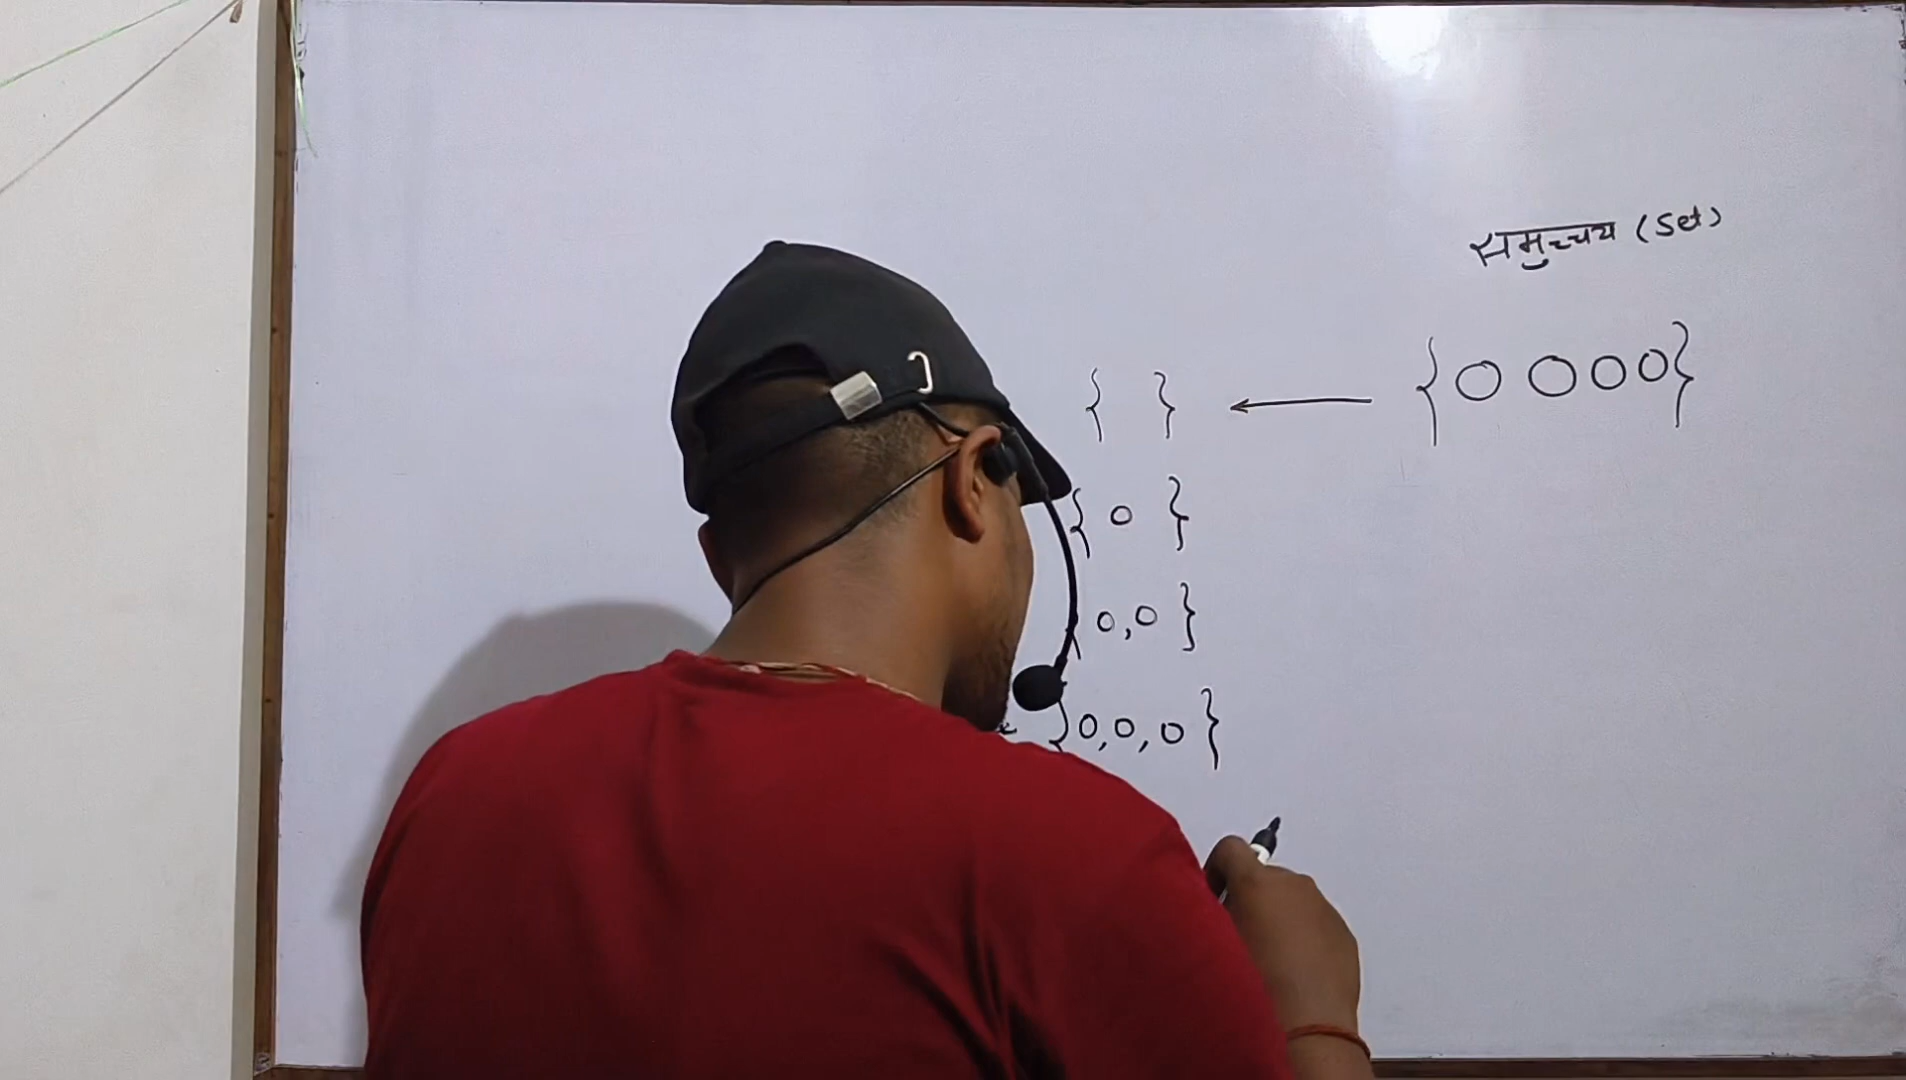 समुच्चय (Set)
{ } ← {0 0 0 0}
{ 0 }
{ 0,0 }
{0,0,0 }